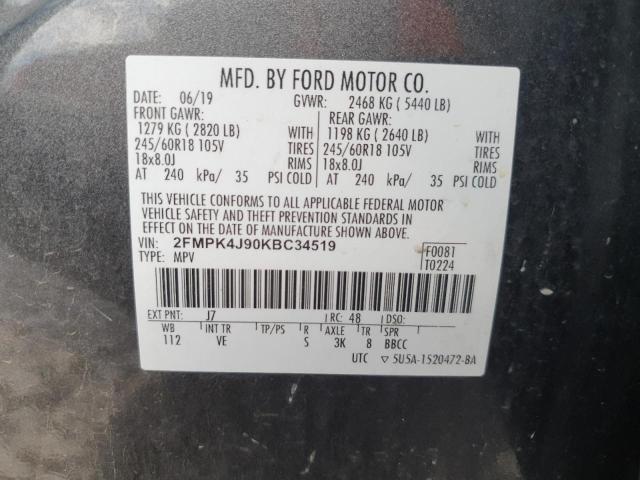 MFD. BY FORD MOTOR CO.
DATE: 06/19 GVWR: 2468 KG ( 5440 LB)
FRONT GAWR: REAR GAWR:
1279 KG ( 2820 LB) WITH 1198 KG ( 2640 LB) WITH
245/60R18 105V TIRES 245/60R18 105V TIRES
18x8.0J RIMS 18x8.0J RIMS
AT 240 kPa/ 35 PSI COLD AT 240 kPa/ 35 PSI COLD
THIS VEHICLE CONFORMS TO ALL APPLICABLE FEDERAL MOTOR
VEHICLE SAFETY AND THEFT PREVENTION STANDARDS IN
EFFECT ON THE DATE OF MANUFACTURE SHOWN ABOVE.
VIN: 2FMPK4J90KBC34519 F0081
TYPE: MPV T0224
EXT PNT: J7 RC: 48 DSO:
WB INT TR TP/PS R AXLE TR SPR
112 VE S 3K 8 BBCC
UTC ▽ 5U5A-1520472-BA